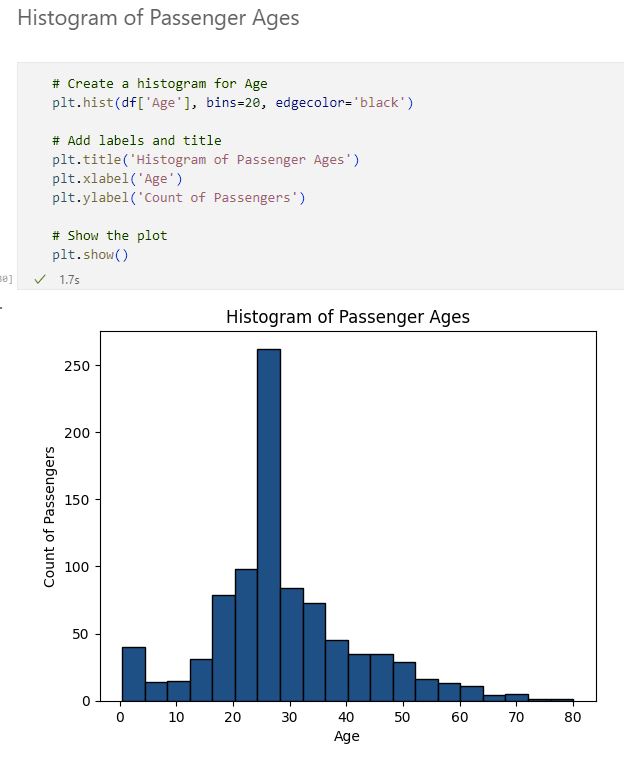 Histogram of Passenger Ages
# Create a histogram for Age
plt.hist(df['Age'], bins=20, edgecolor='black')
# Add labels and title
plt.title('Histogram of Passenger Ages')
plt.xlabel('Age')
plt.ylabel('Count of Passengers')
# Show the plot
plt.show()
✓ 1.7s
Histogram of Passenger Ages
Count of Passengers
250
200
150
100
50
0
0 10 20 30 40 50 60 70 80
Age